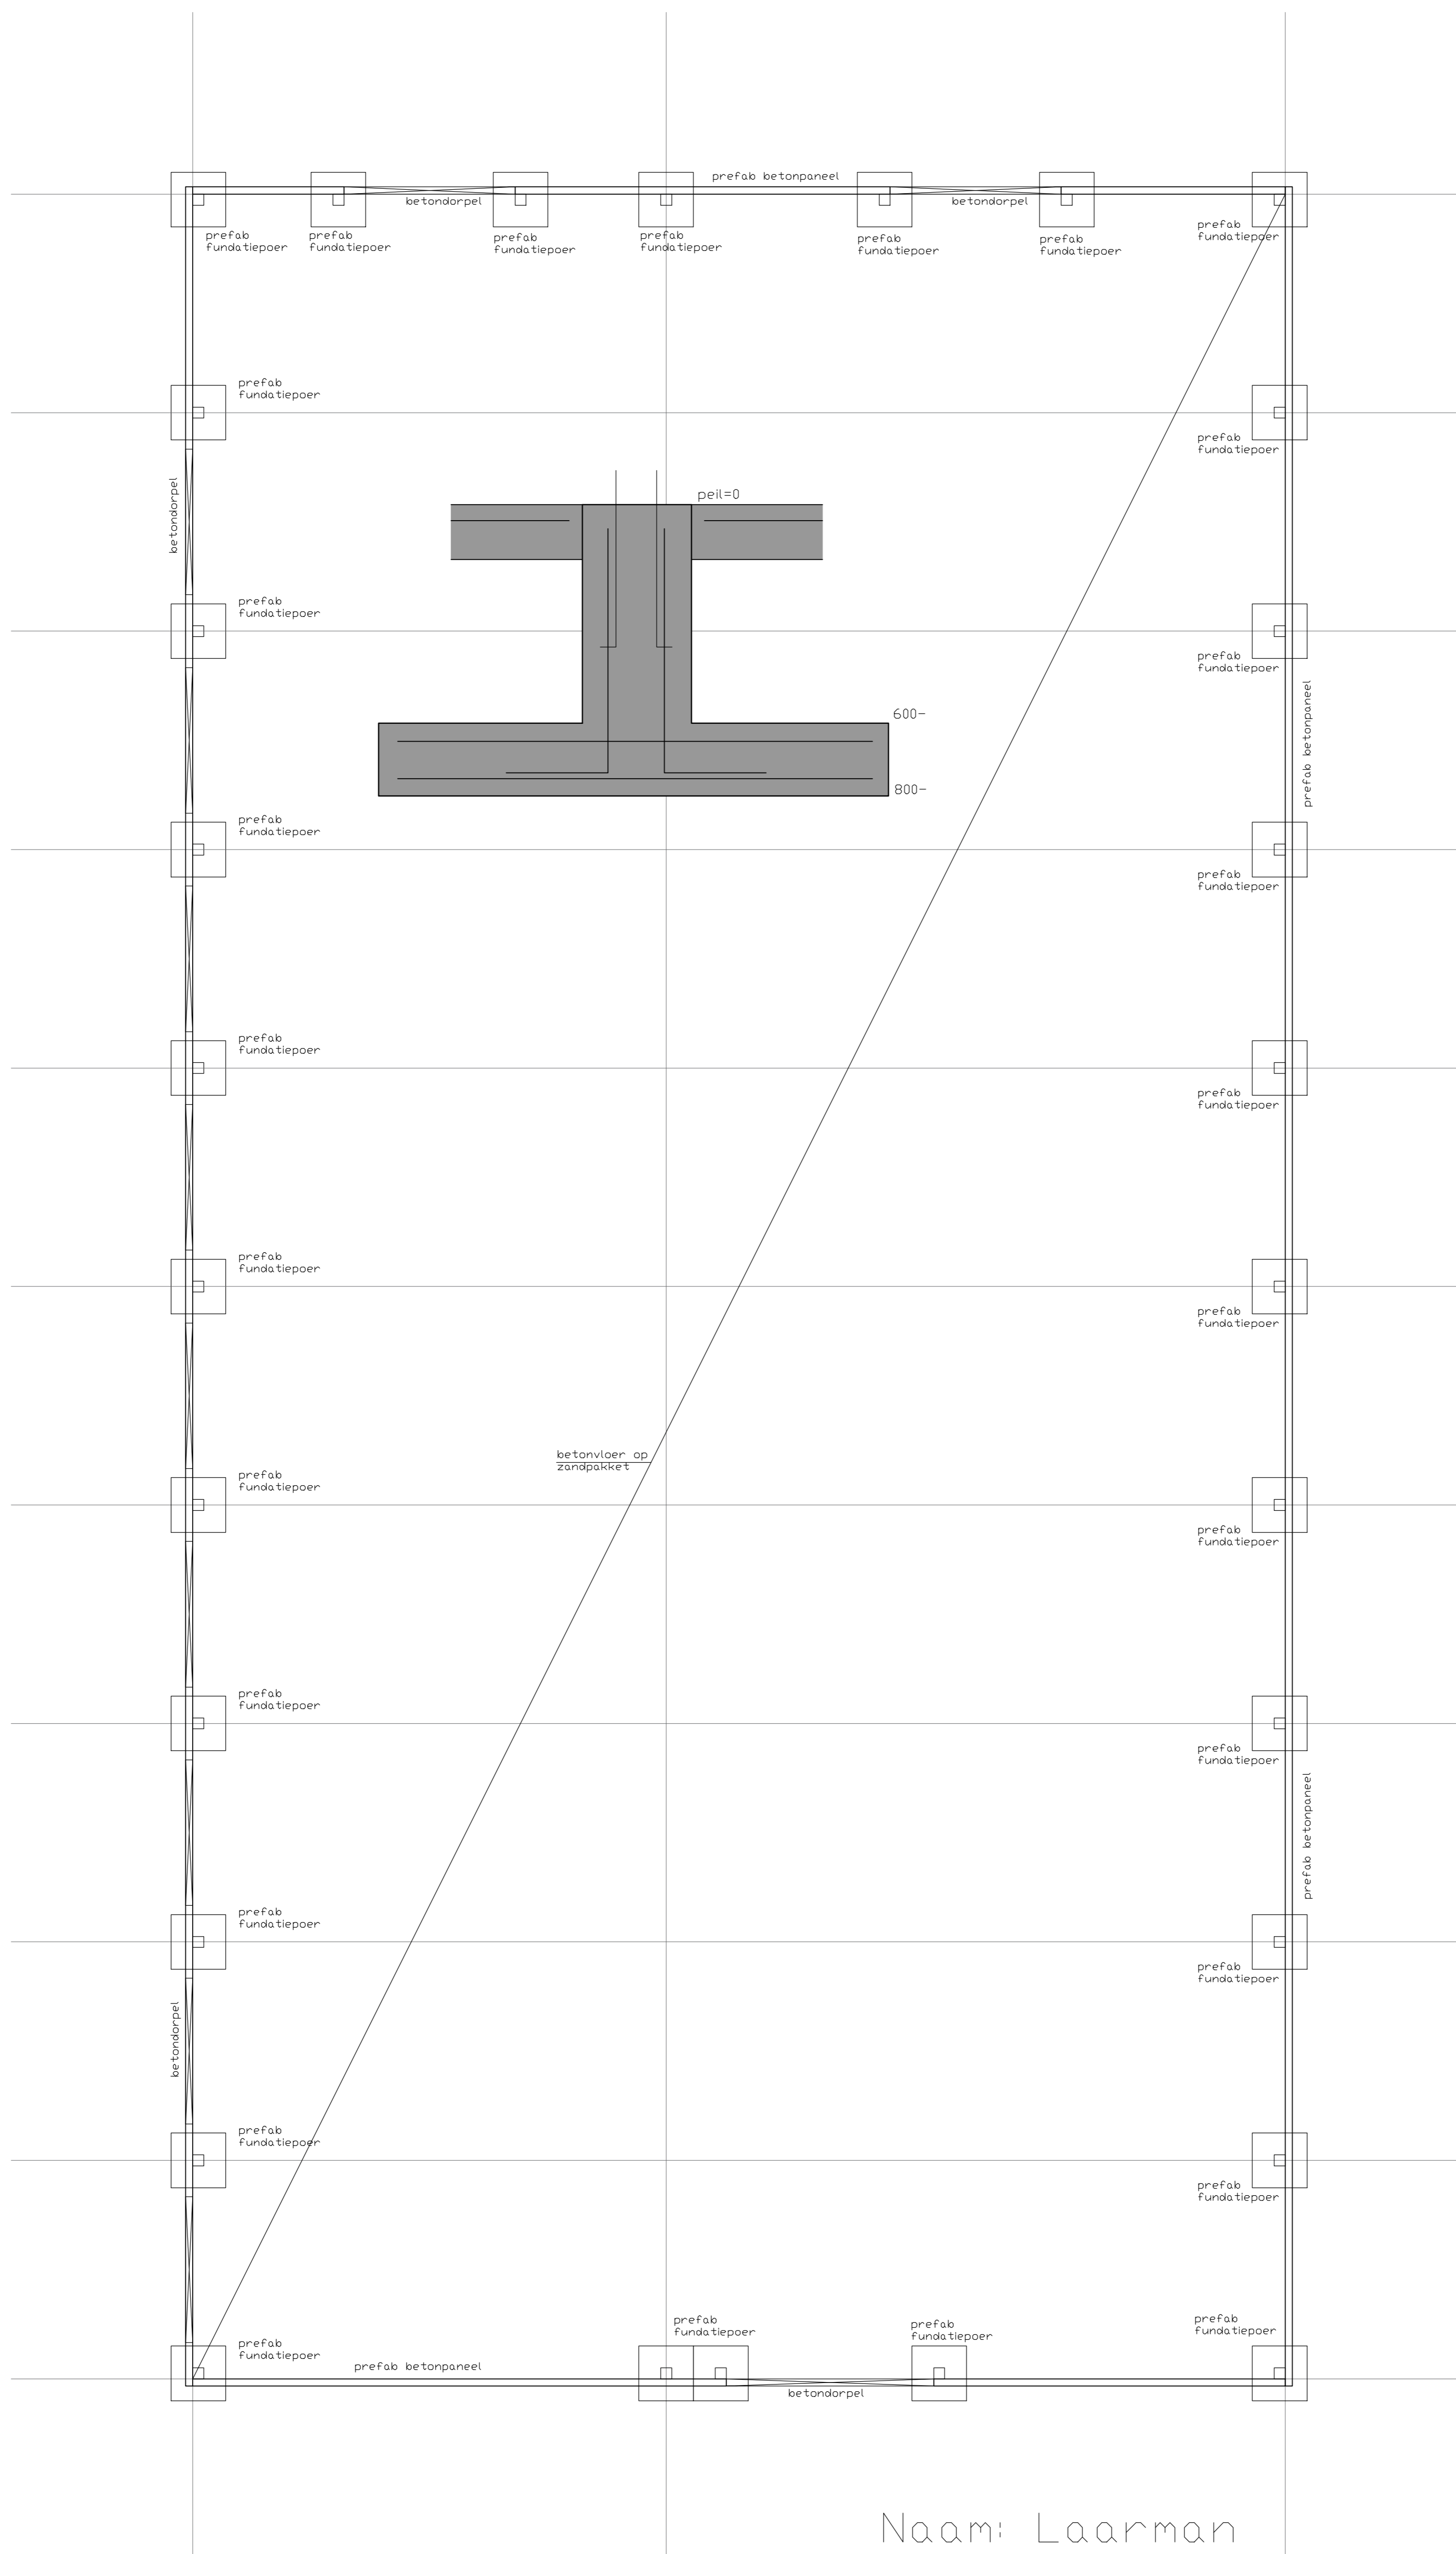 prefab betonpaneel
betondorpel
betondorpel
prefab
fundatiepoer
prefab
fundatiepoer
prefab
fundatiepoer
prefab
fundatiepoer
prefab
fundatiepoer
prefab
fundatiepoer
prefab
fundatiepoer
prefab
fundatiepoer
prefab
fundatiepoer
betondorpel
peil=0
prefab
fundatiepoer
prefab
fundatiepoer
prefab betonpaneel
600-
800-
prefab
fundatiepoer
prefab
fundatiepoer
prefab
fundatiepoer
prefab
fundatiepoer
prefab
fundatiepoer
prefab
fundatiepoer
betonvloer op
zandpakket
prefab
fundatiepoer
prefab
fundatiepoer
prefab
fundatiepoer
prefab
fundatiepoer
prefab betonpaneel
prefab
fundatiepoer
prefab
fundatiepoer
betondorpel
prefab
fundatiepoer
prefab
fundatiepoer
prefab
fundatiepoer
prefab
fundatiepoer
prefab
fundatiepoer
prefab
fundatiepoer
prefab betonpaneel
betondorpel
Naam: Laarman